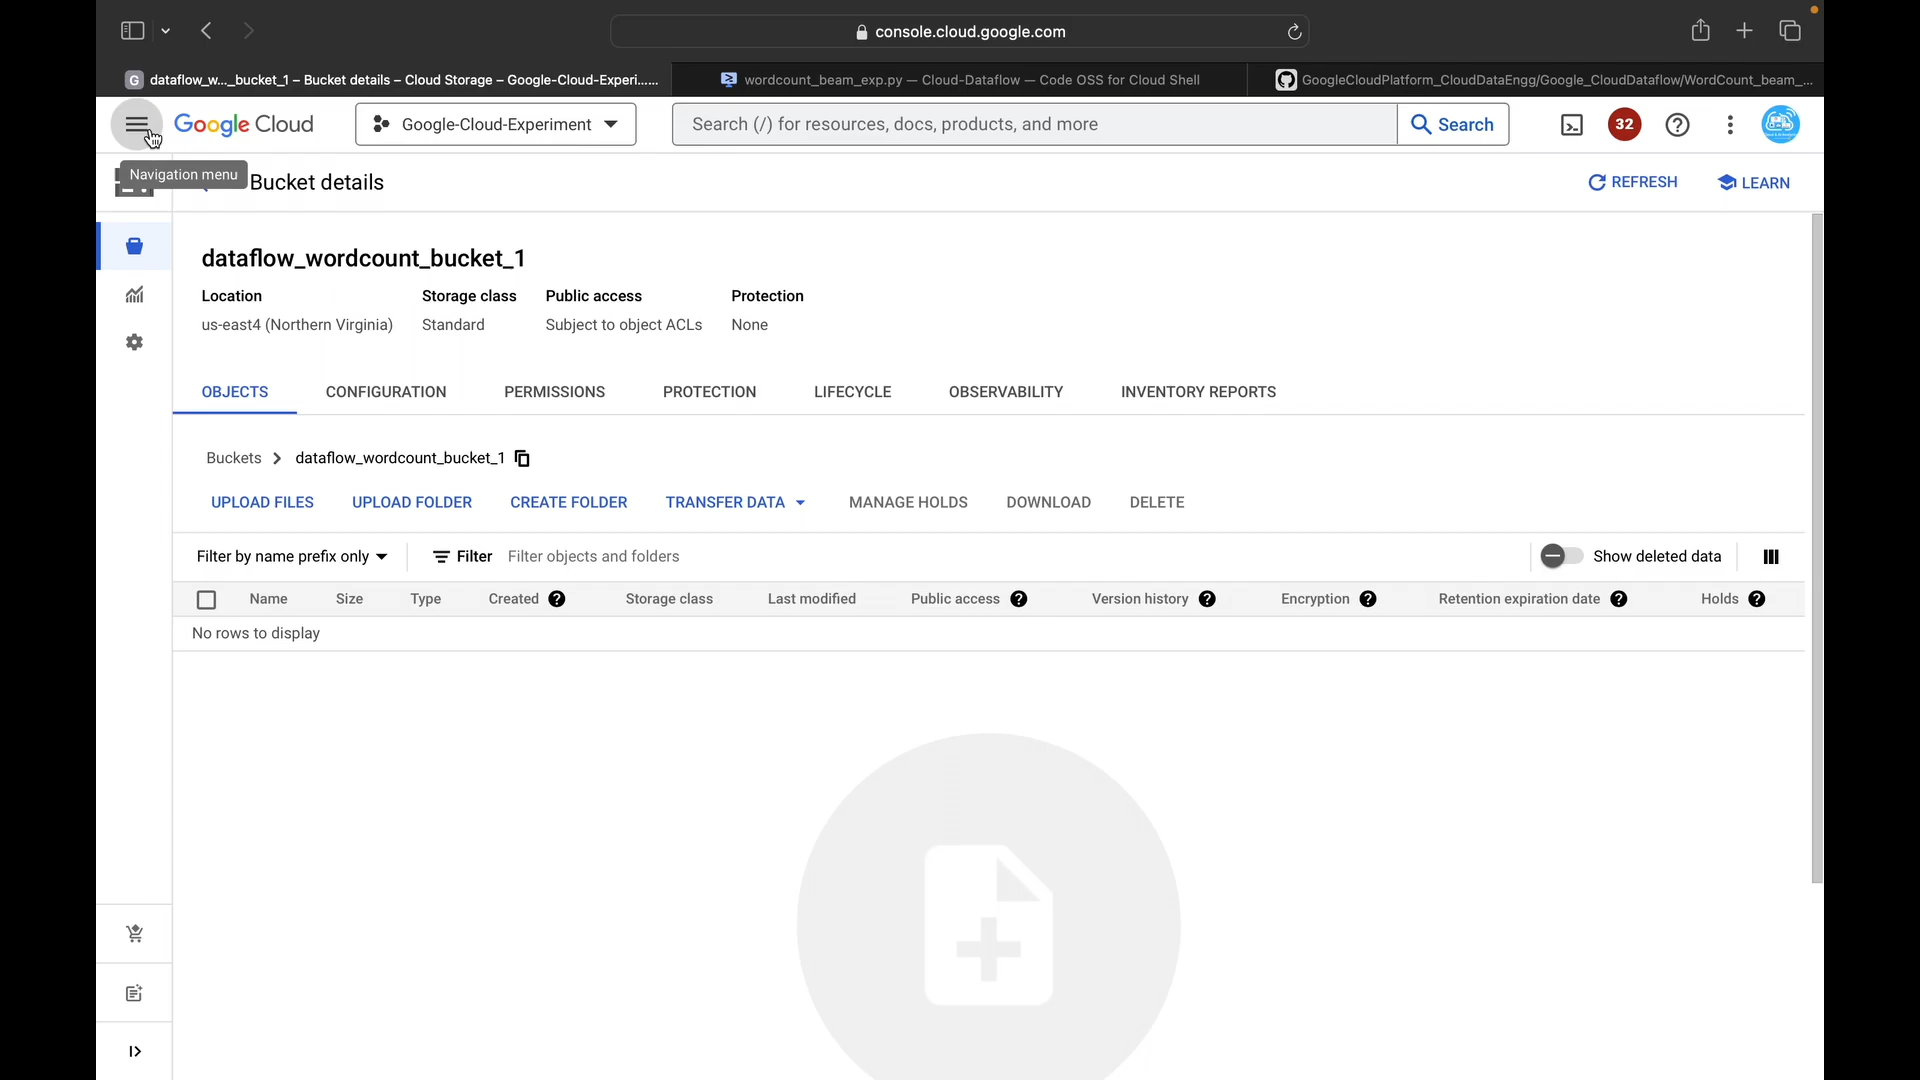 console.cloud.google.com
G dataflow_w..._bucket_1 – Bucket details – Cloud Storage – Google-Cloud-Experi......
wordcount_beam_exp.py — Cloud-Dataflow — Code OSS for Cloud Shell
GoogleCloudPlatform_CloudDataEngg/Google_CloudDataflow/WordCount_beam_...
Google Cloud
Google-Cloud-Experiment
Search (/) for resources, docs, products, and more
Search
32
Navigation menu
Bucket details
REFRESH
LEARN
dataflow_wordcount_bucket_1
Location Storage class Public access Protection
us-east4 (Northern Virginia) Standard Subject to object ACLs None
OBJECTS CONFIGURATION PERMISSIONS PROTECTION LIFECYCLE OBSERVABILITY INVENTORY REPORTS
Buckets > dataflow_wordcount_bucket_1
UPLOAD FILES UPLOAD FOLDER CREATE FOLDER TRANSFER DATA MANAGE HOLDS DOWNLOAD DELETE
Filter by name prefix only Filter Filter objects and folders Show deleted data
Name Size Type Created ? Storage class Last modified Public access ? Version history ? Encryption ? Retention expiration date ? Holds ?
No rows to display